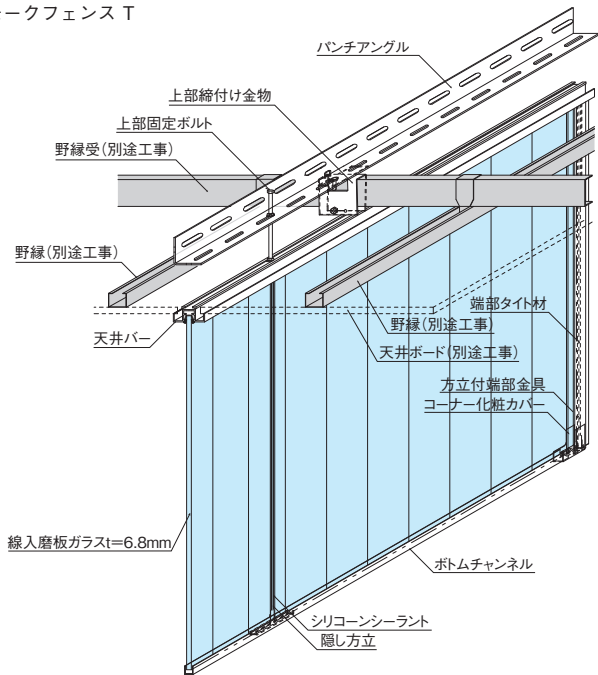 ークフェンス T
パンチアングル
上部締付け金物
上部固定ボルト
野縁受(別途工事)
野縁(別途工事)
天井バー
野縁(別途工事)
天井ボード(別途工事)
端部タイト材
方立付端部金具
コーナー化粧カバー
線入磨板ガラスt=6.8mm
ボトムチャンネル
シリコーンシーラント
隠し方立